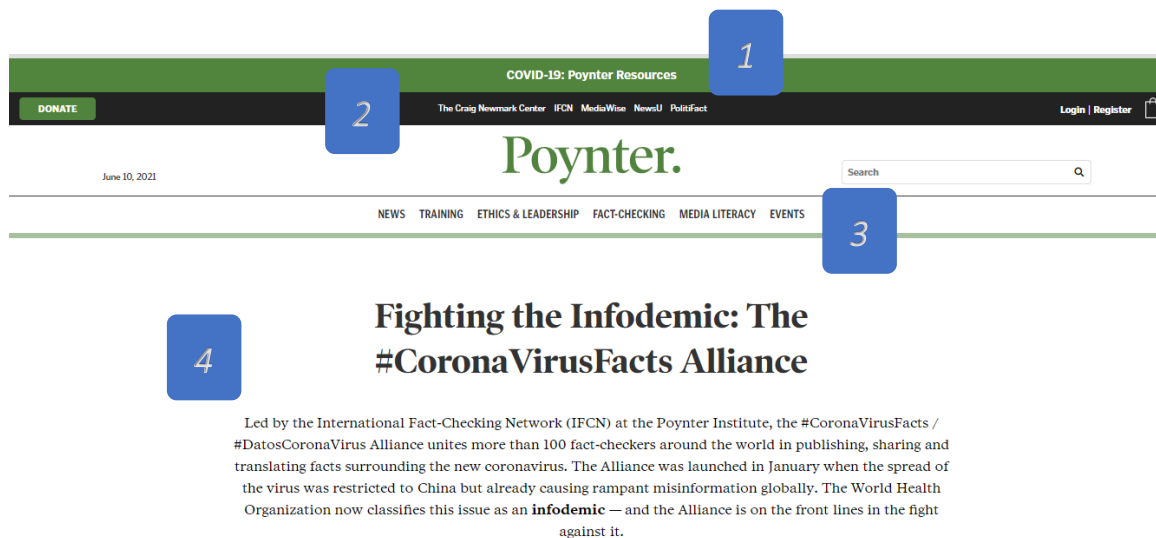 1
COVID-19: Poynter Resources
2
DONATE
The Craig Newmark Center IFCN MediaWise NewsU PolitiFact
Login | Register
Poynter.
June 10, 2021
Search
NEWS TRAINING ETHICS & LEADERSHIP FACT-CHECKING MEDIA LITERACY EVENTS
3
Fighting the Infodemic: The
#CoronaVirusFacts Alliance
4
Led by the International Fact-Checking Network (IFCN) at the Poynter Institute, the #CoronaVirusFacts /
#DatosCoronaVirus Alliance unites more than 100 fact-checkers around the world in publishing, sharing and
translating facts surrounding the new coronavirus. The Alliance was launched in January when the spread of
the virus was restricted to China but already causing rampant misinformation globally. The World Health
Organization now classifies this issue as an infodemic — and the Alliance is on the front lines in the fight
against it.